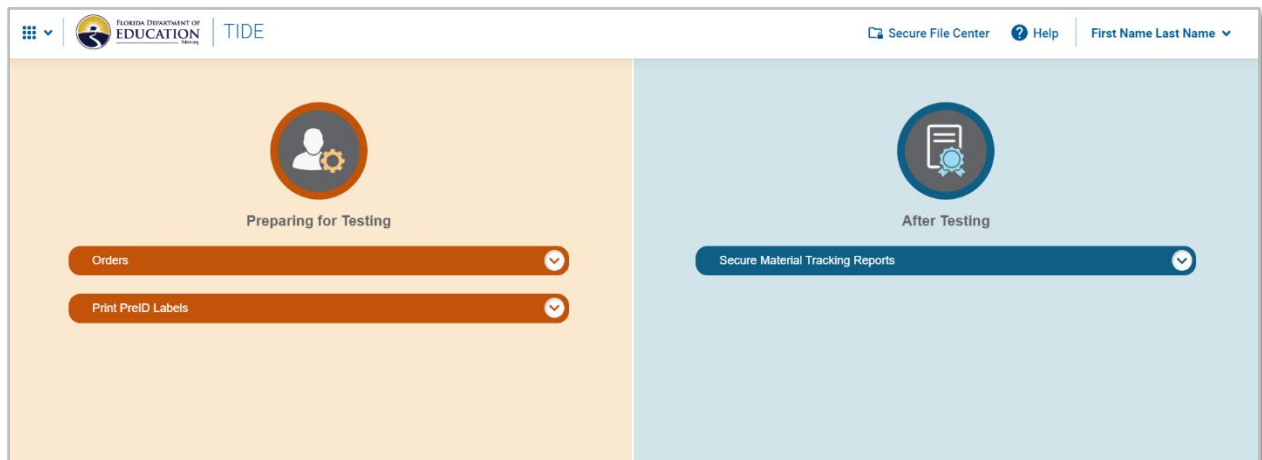 FLORIDA DEPARTMENT OF
EDUCATION
TIDE
Secure File Center
Help
First Name Last Name
Preparing for Testing
Orders
Print PreID Labels
After Testing
Secure Material Tracking Reports